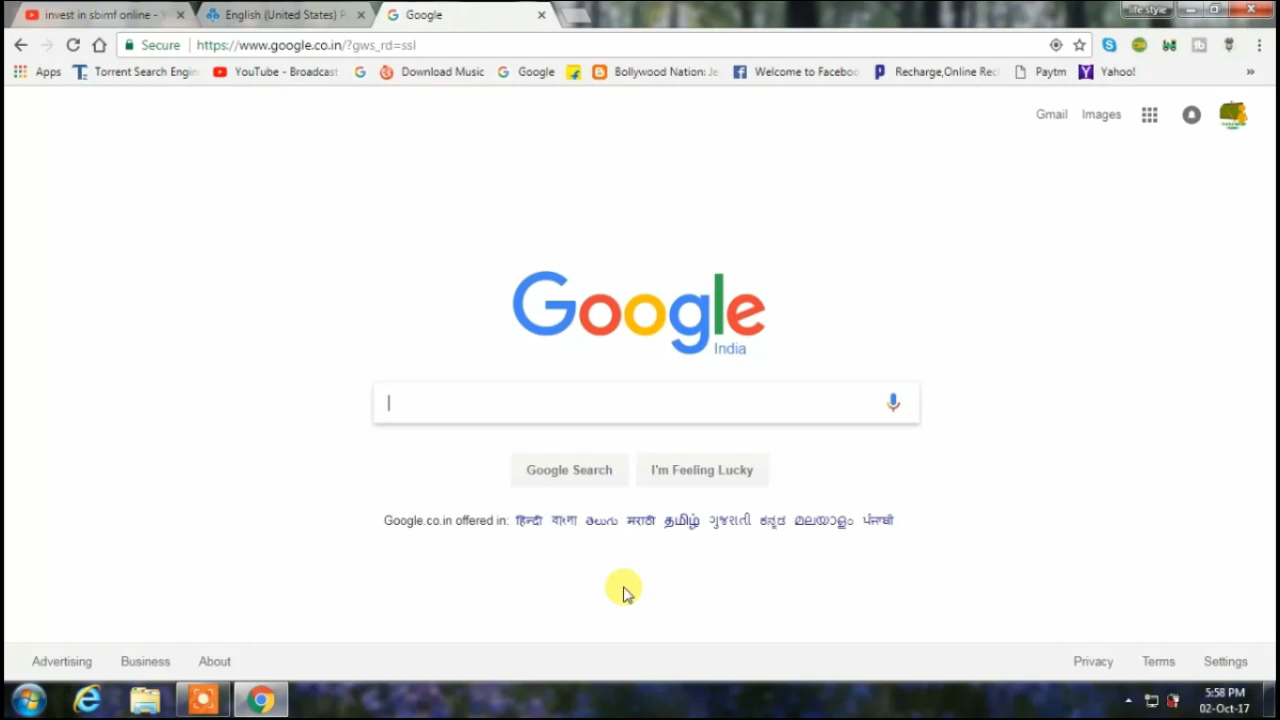 invest in sbimf online - Y
English (United States) P
Google
life style
Secure
https://www.google.co.in/?gws_rd=ssl
Apps
Torrent Search Engin
YouTube - Broadcast
Download Music
Google
Bollywood Nation: Je
Welcome to Faceboo
Recharge,Online Rec
Paytm
Yahoo!
»
Gmail
Images
Google
India
Google Search
I'm Feeling Lucky
Google.co.in offered in: हिन्दी বাংলা తెలుగు मराठी தமிழ் ગુજરાતી ಕನ್ನಡ മലയാളം ਪੰਜਾਬੀ
Advertising
Business
About
Privacy
Terms
Settings
5:58 PM
02-Oct-17